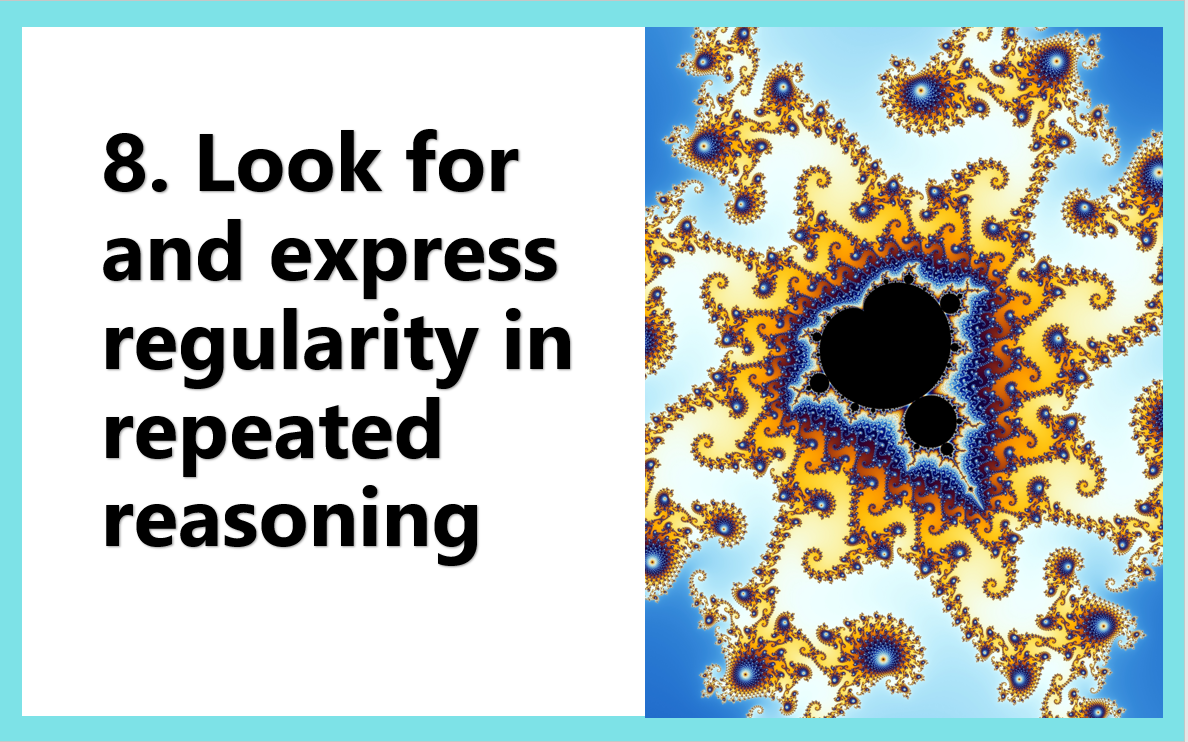 8. Look for
and express
regularity in
repeated
reasoning